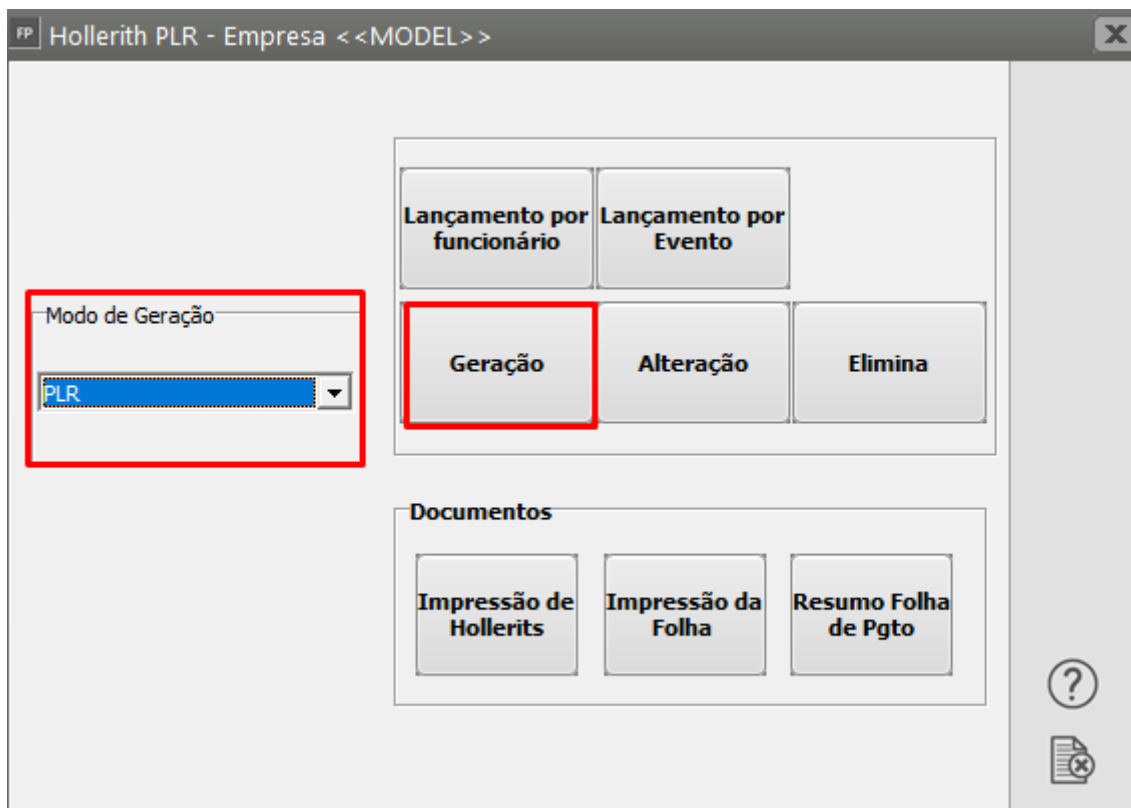 FP Hollerith PLR - Empresa <<MODEL>>
Lançamento por
funcionário
Lançamento por
Evento
Modo de Geração
PLR
Geração
Alteração
Elimina
Documentos
Impressão de
Hollerits
Impressão da
Folha
Resumo Folha
de Pgto
?